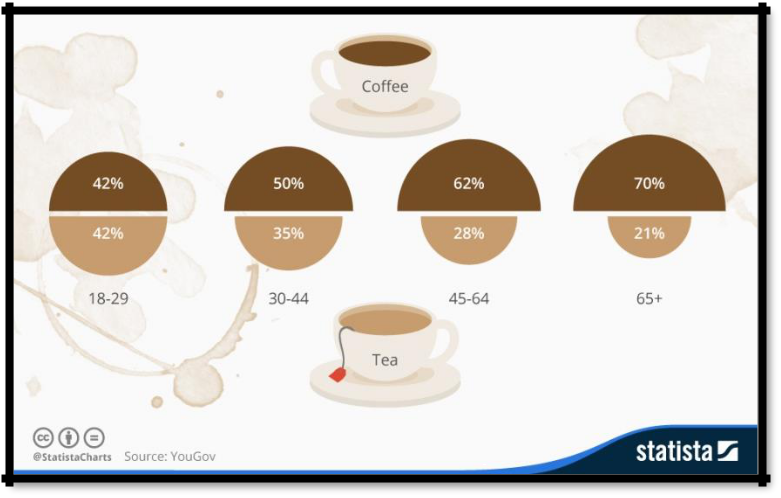 Coffee
42% 50% 62% 70%
42% 35% 28% 21%
18-29 30-44 45-64 65+
Tea
cc
@StatistaCharts Source: YouGov
statista